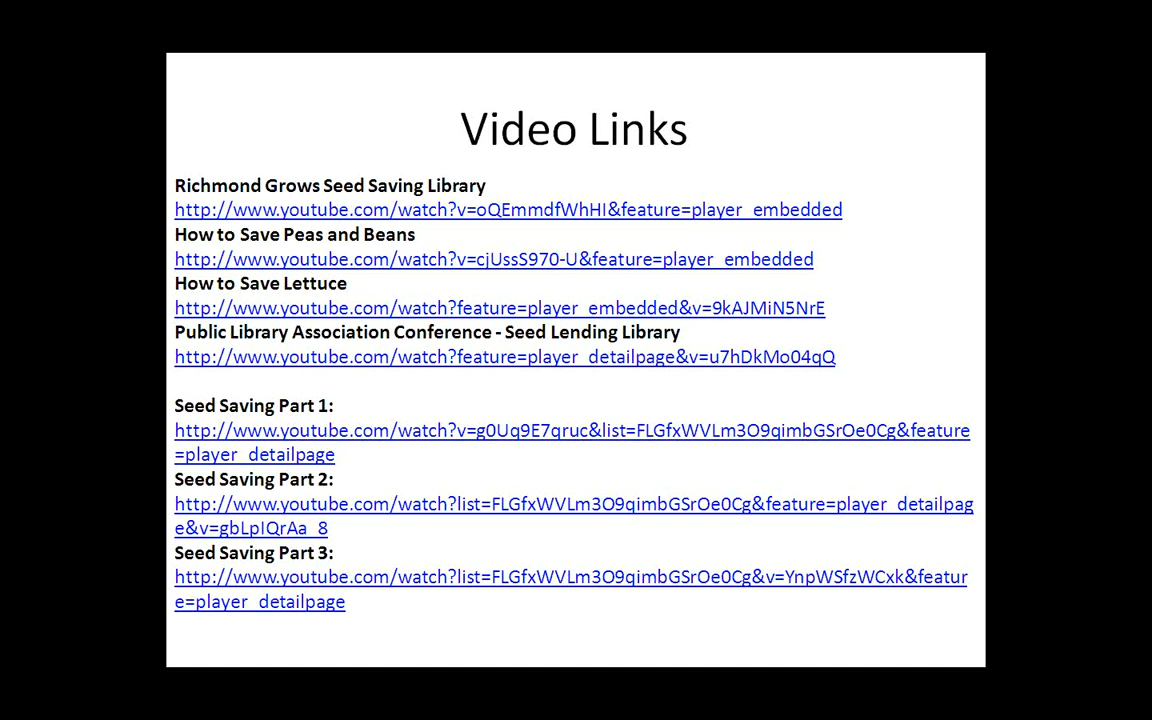 Video Links
Richmond Grows Seed Saving Library
http://www.youtube.com/watch?v=oQEmmdfWhHI&feature=player_embedded
How to Save Peas and Beans
http://www.youtube.com/watch?v=cjUssS970-U&feature=player_embedded
How to Save Lettuce
http://www.youtube.com/watch?feature=player_embedded&v=9kAJMiN5NrE
Public Library Association Conference - Seed Lending Library
http://www.youtube.com/watch?feature=player_detailpage&v=u7hDkMo04qQ
Seed Saving Part 1:
http://www.youtube.com/watch?v=g0Uq9E7qruc&list=FLGfxWVLm3O9qimbGSrOe0Cg&feature
=player_detailpage
Seed Saving Part 2:
http://www.youtube.com/watch?list=FLGfxWVLm3O9qimbGSrOe0Cg&feature=player_detailpag
e&v=gbLpIQrAa_8
Seed Saving Part 3:
http://www.youtube.com/watch?list=FLGfxWVLm3O9qimbGSrOe0Cg&v=YnpWSfzWCxk&featur
e=player_detailpage